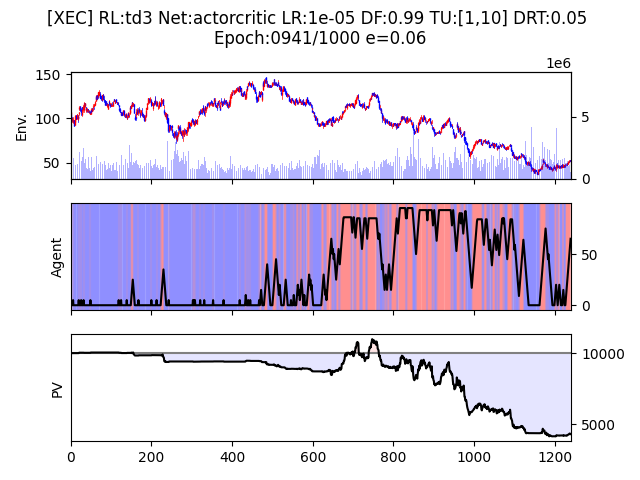 [XEC] RL:td3 Net:actorcritic LR:1e-05 DF:0.99 TU:[1,10] DRT:0.05
Epoch:0941/1000 e=0.06
1e6
150
100
50
Env.
5
0
Agent
50
0
PV
10000
5000
0 200 400 600 800 1000 1200